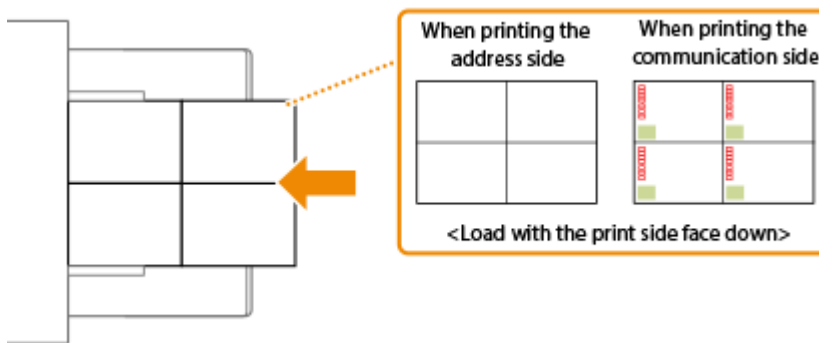 When printing the
address side
When printing the
communication side
<Load with the print side face down>